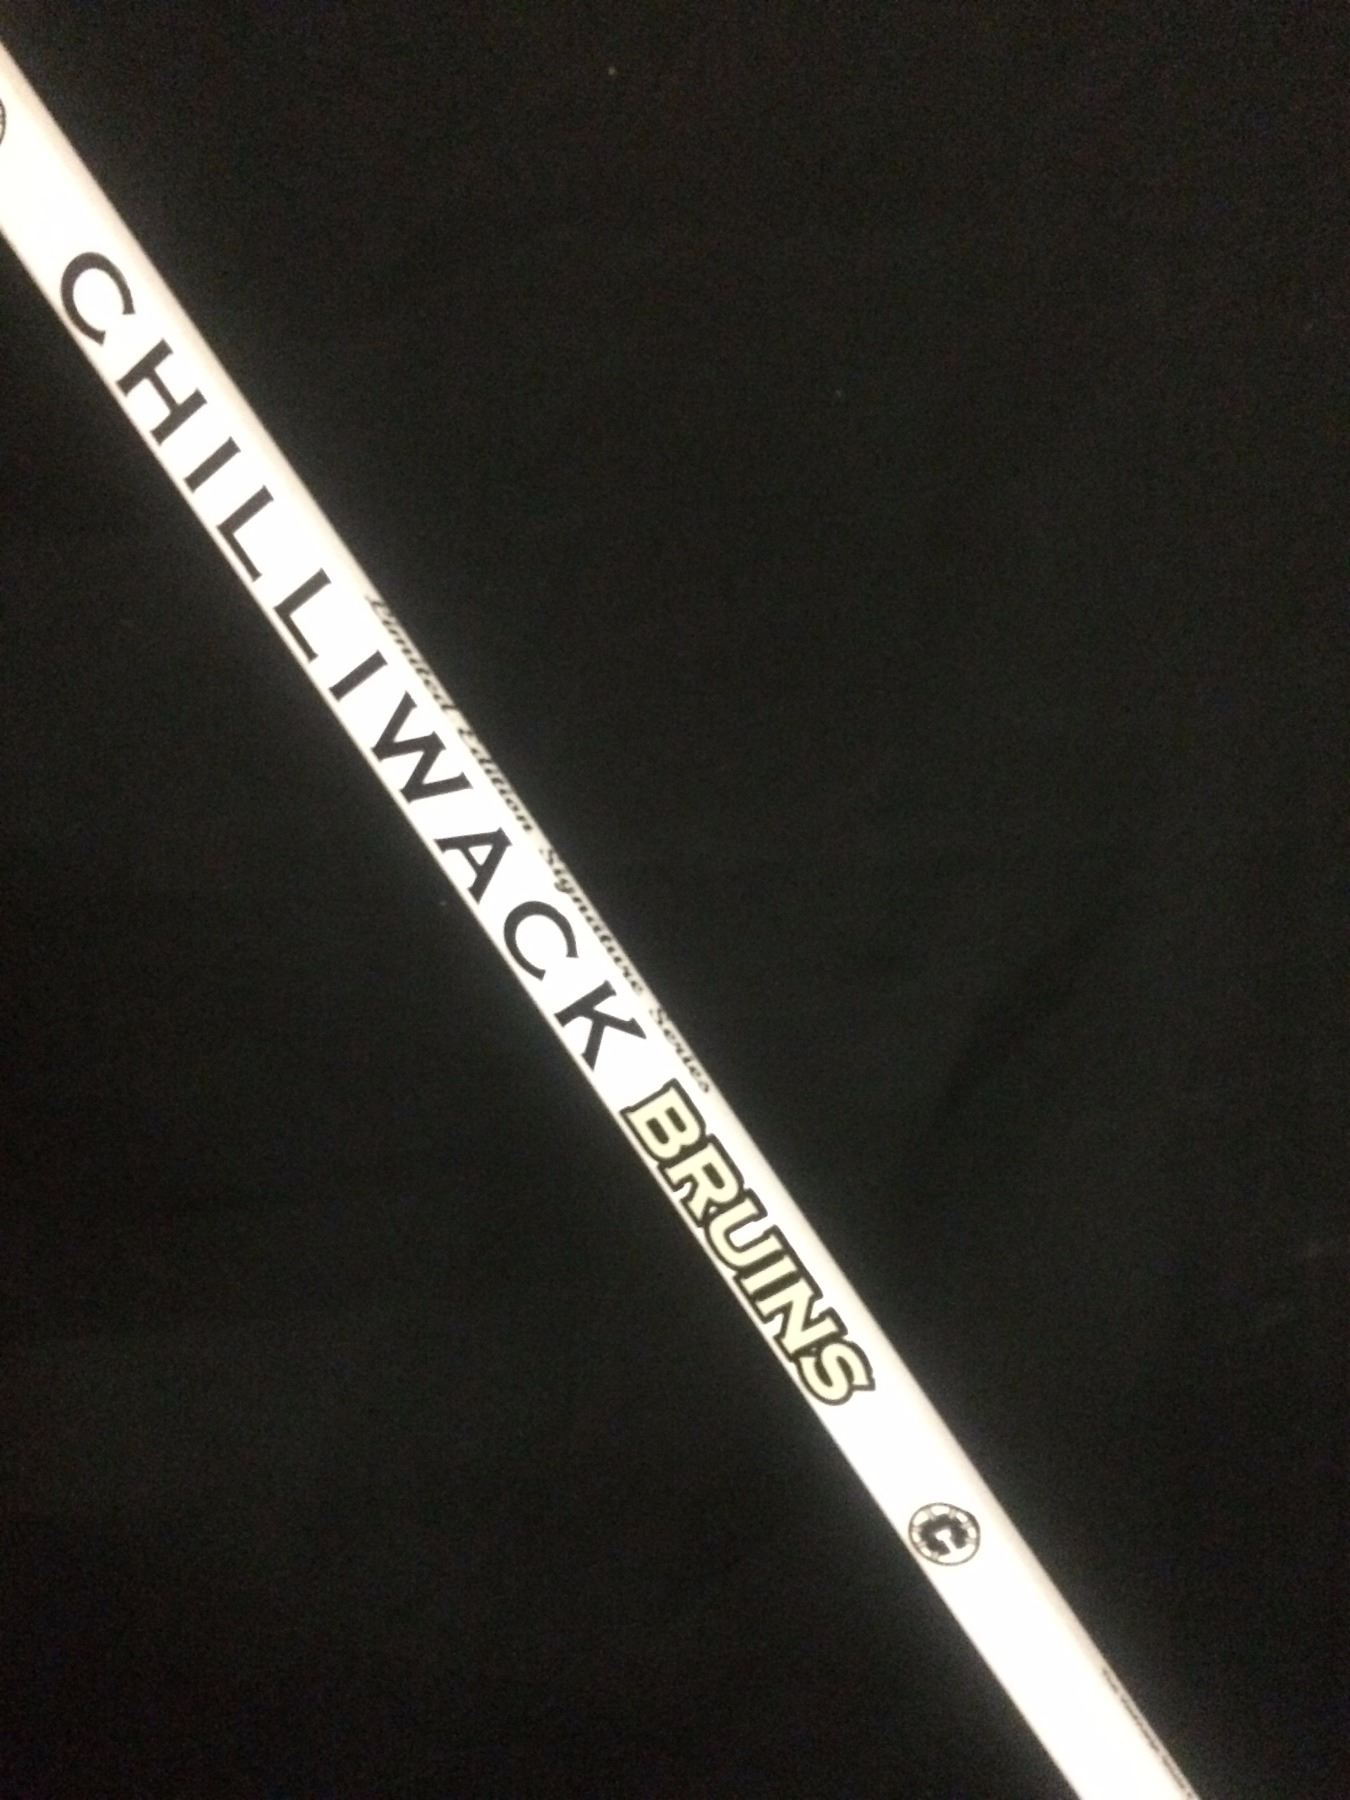 CHILLIWACK BRUINS
Limited Edition Signature Series
C